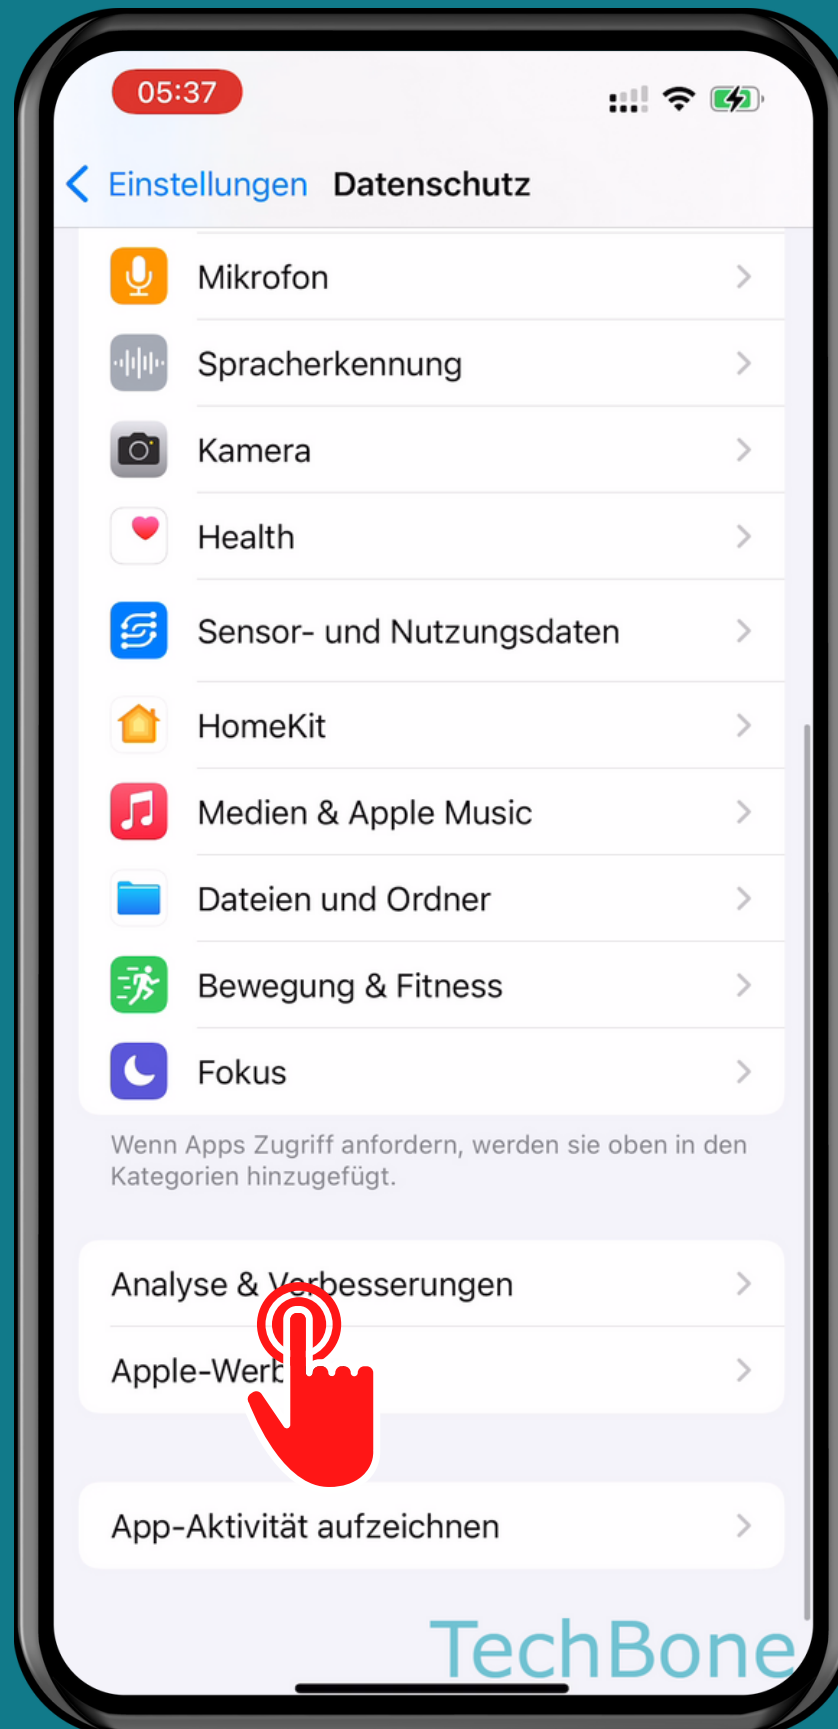 05:37
Einstellungen Datenschutz
Mikrofon
Spracherkennung
Kamera
Health
Sensor- und Nutzungsdaten
HomeKit
Medien & Apple Music
Dateien und Ordner
Bewegung & Fitness
Fokus
Wenn Apps Zugriff anfordern, werden sie oben in den
Kategorien hinzugefügt.
Analyse & Verbesserungen
Apple-Werb
App-Aktivität aufzeichnen
TechBone